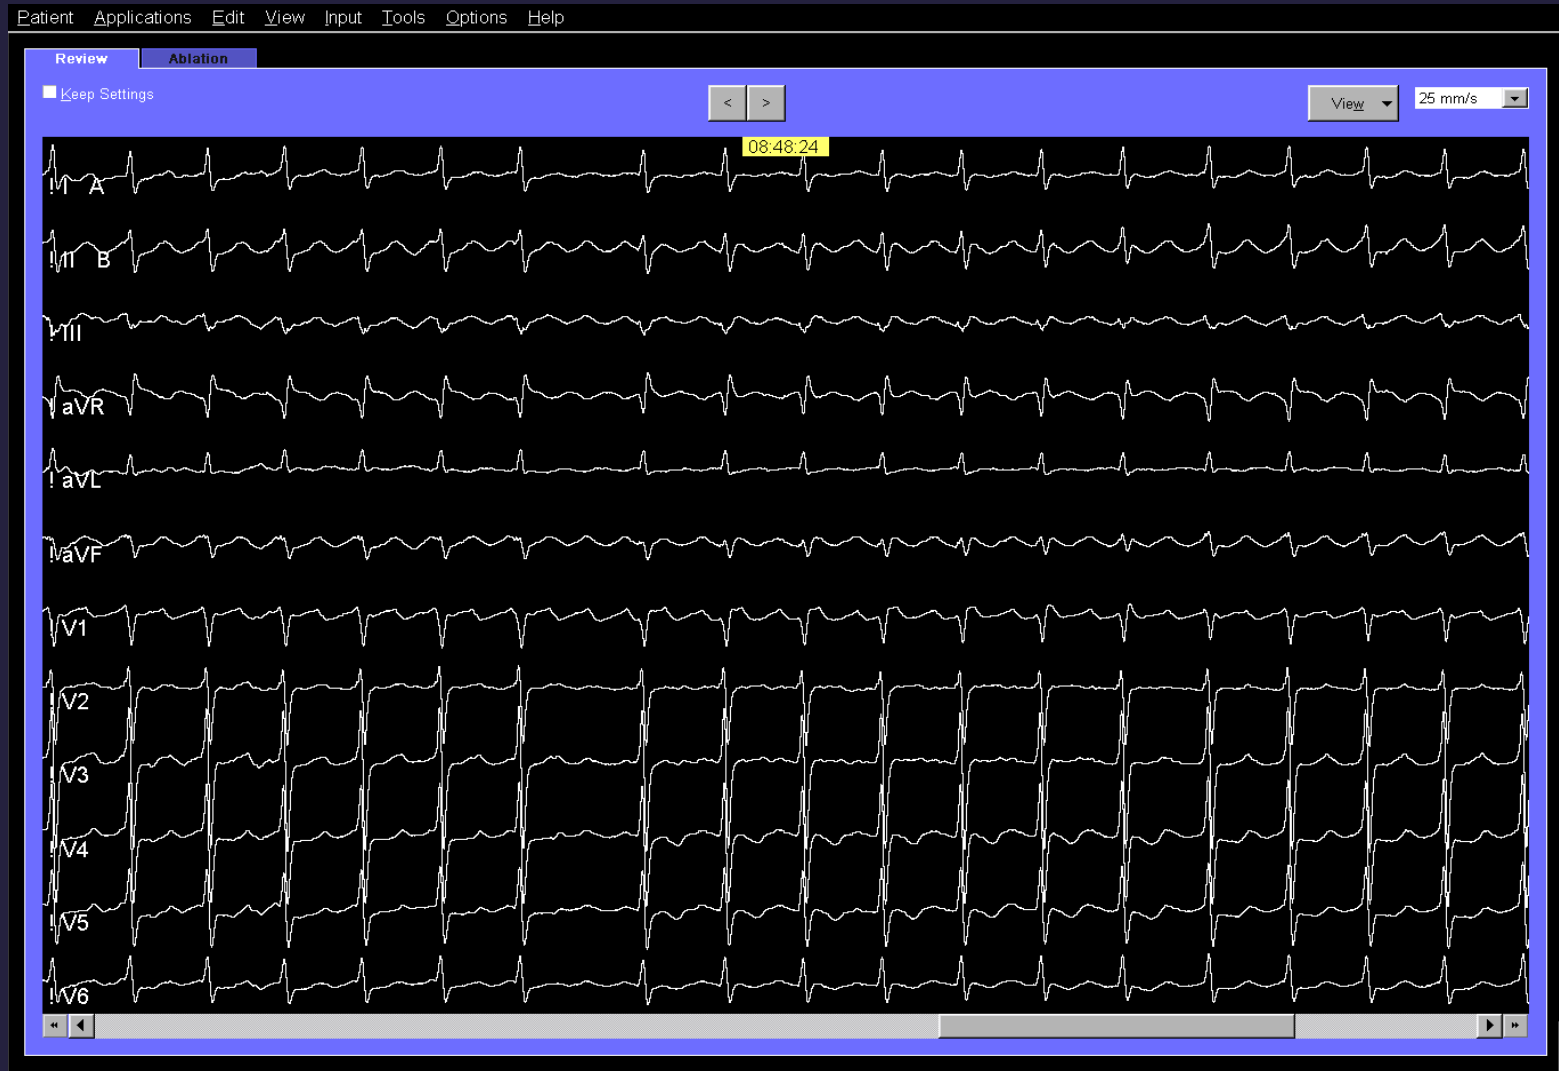 Patient Applications Edit View Input Tools Options Help
Review Ablation
Keep Settings < > View 25 mm/s
08:48:24
! I A
! II B
! III
! aVR
! aVL
! aVF
! V1
! V2
! V3
! V4
! V5
! V6